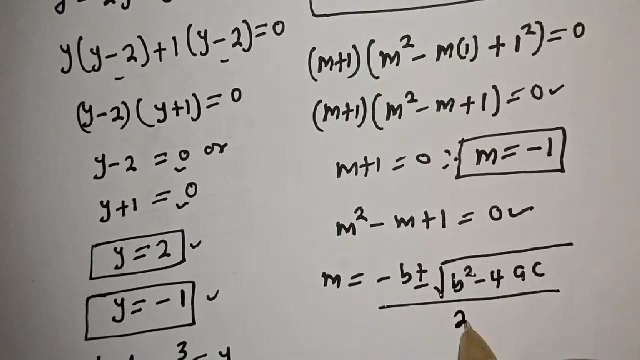 y(y-2)+1(y-2)=0
(y-2)(y+1)=0
y-2=0 or
y+1=0
y=2
y=-1
(m+1)(m²-m(1)+1²)=0
(m+1)(m²-m+1)=0
m+1=0 ∴ m=-1
m²-m+1=0
m = -b±√b²-4ac
2